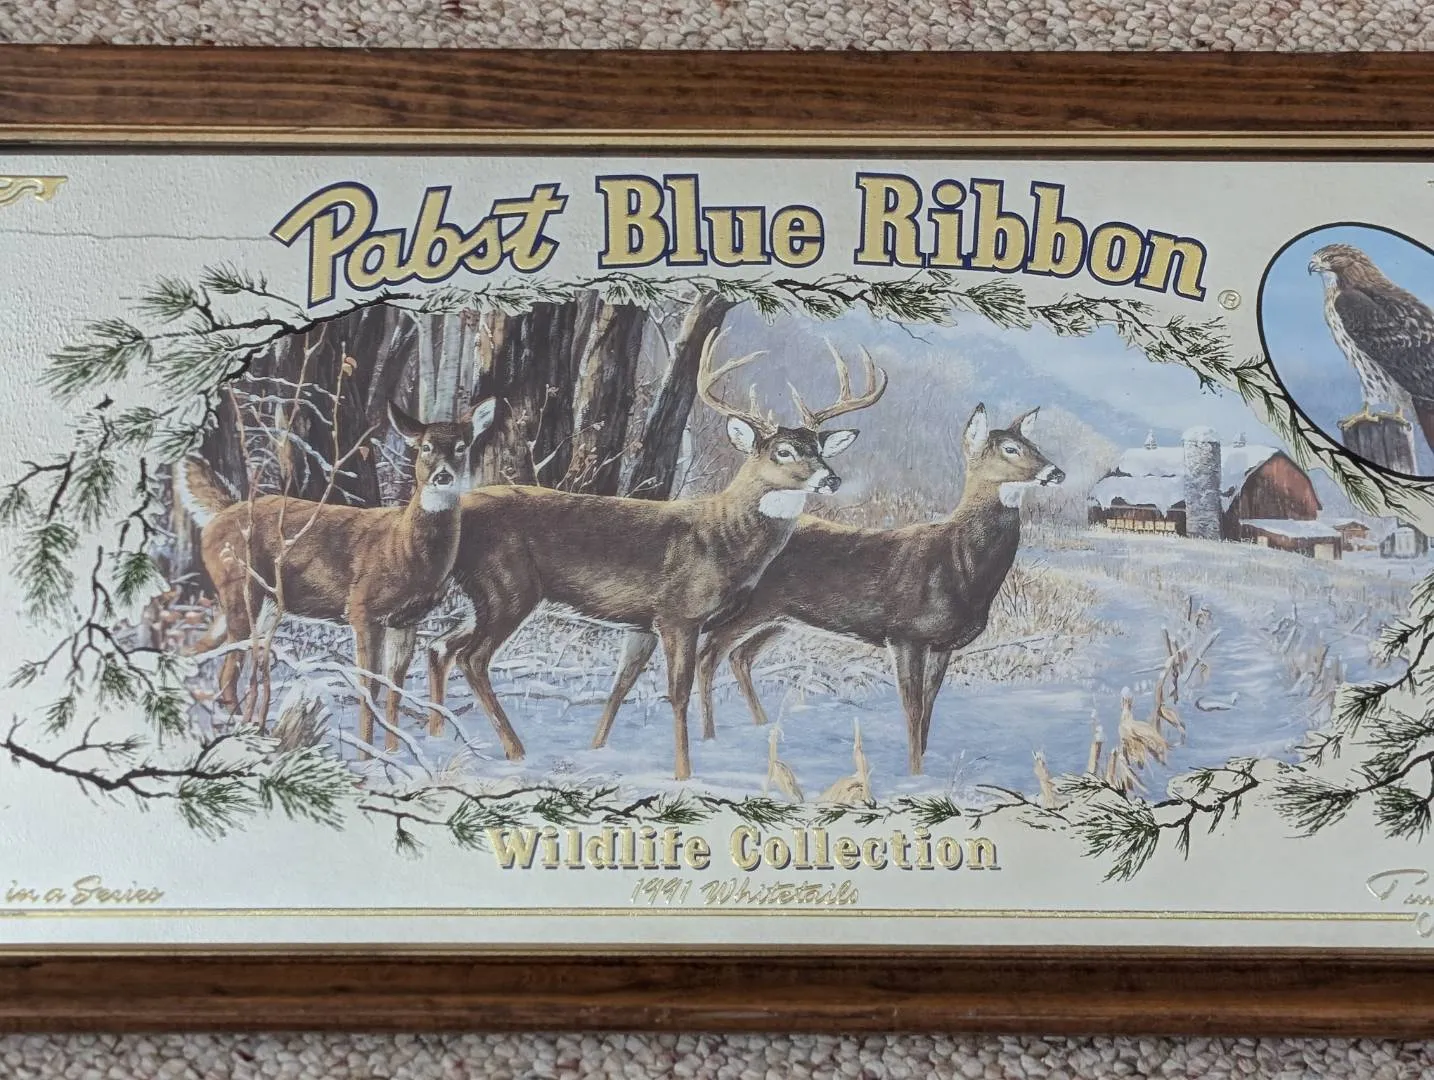 Pabst Blue Ribbon ®
Wildlife Collection
in a Series
1991 Whitetails